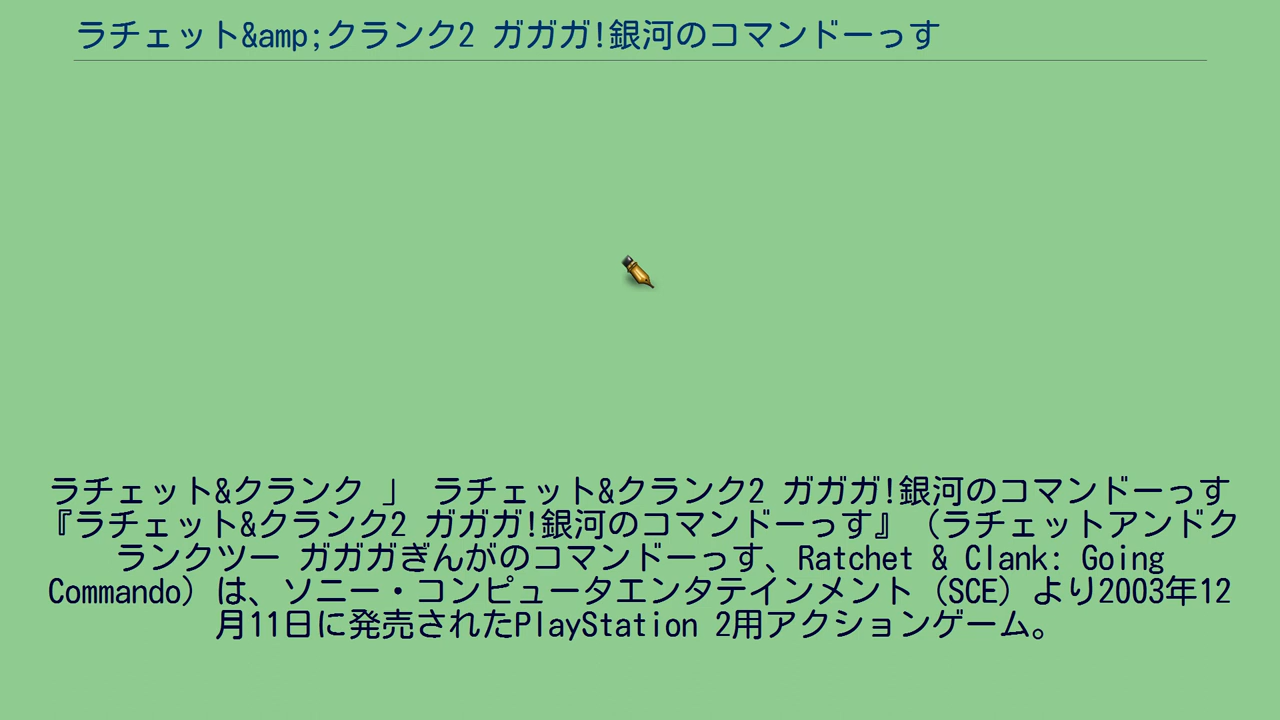 ラチェット&amp;クランク2 ガガガ!銀河のコマンドーっす
ラチェット&クランク 」 ラチェット&クランク2 ガガガ!銀河のコマンドーっす
『ラチェット&クランク2 ガガガ!銀河のコマンドーっす』（ラチェットアンドク
ランクツー ガガガぎんがのコマンドーっす、Ratchet & Clank: Going
Commando）は、ソニー・コンピュータエンタテインメント（SCE）より2003年12
月11日に発売されたPlayStation 2用アクションゲーム。